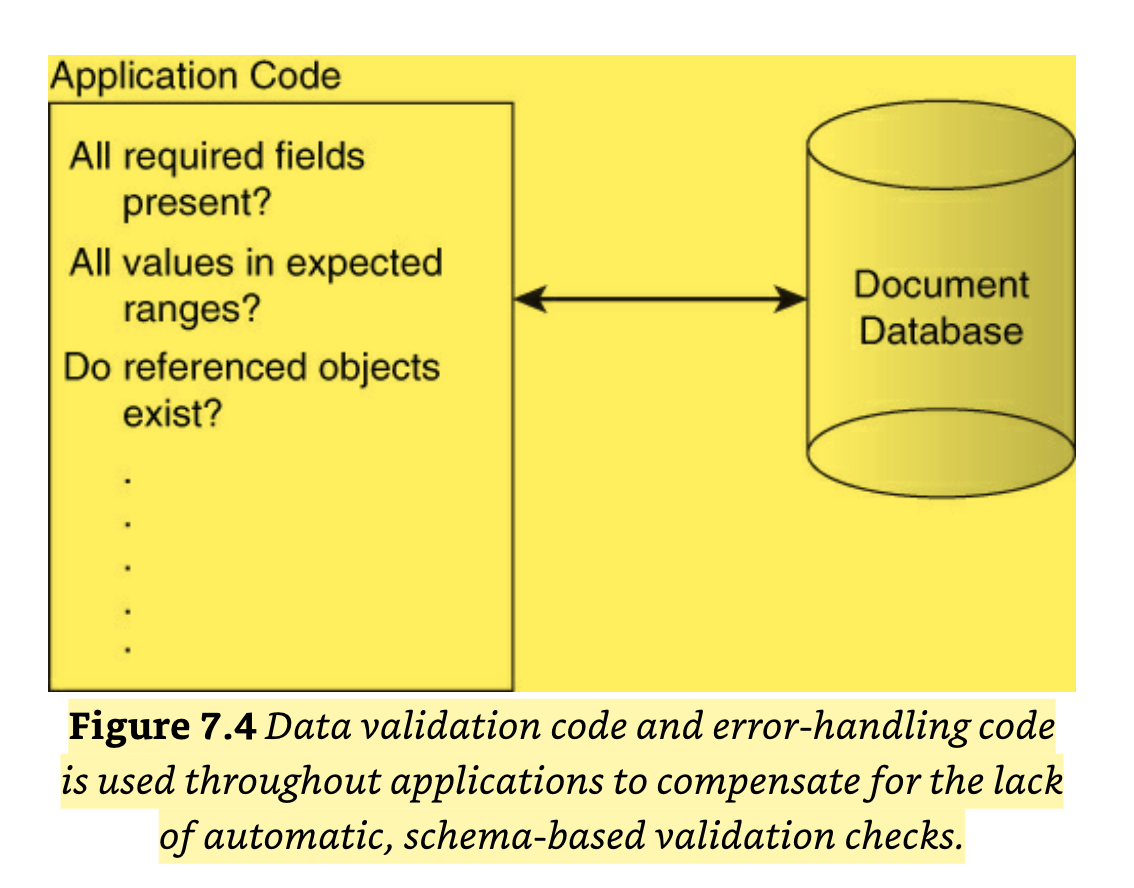 Application Code
All required fields
present?
All values in expected
ranges?
Do referenced objects
exist?
.
.
.
.
.
Document
Database
Figure 7.4 Data validation code and error-handling code
is used throughout applications to compensate for the lack
of automatic, schema-based validation checks.